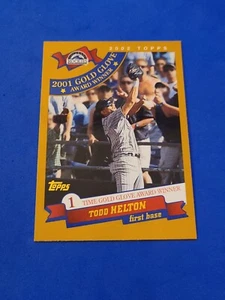 2002 TOPPS
2001 GOLD GLOVE
AWARD WINNER
Topps
1 TIME GOLD GLOVE AWARD WINNER
TODD HELTON
first base